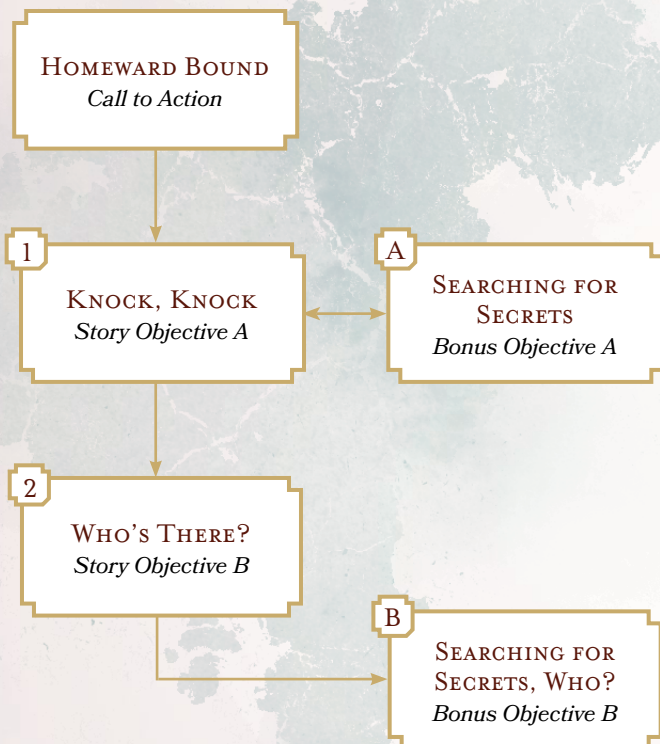 Homeward Bound
Call to Action
1
Knock, Knock
Story Objective A
A
Searching for
Secrets
Bonus Objective A
2
Who's There?
Story Objective B
B
Searching for
Secrets, Who?
Bonus Objective B